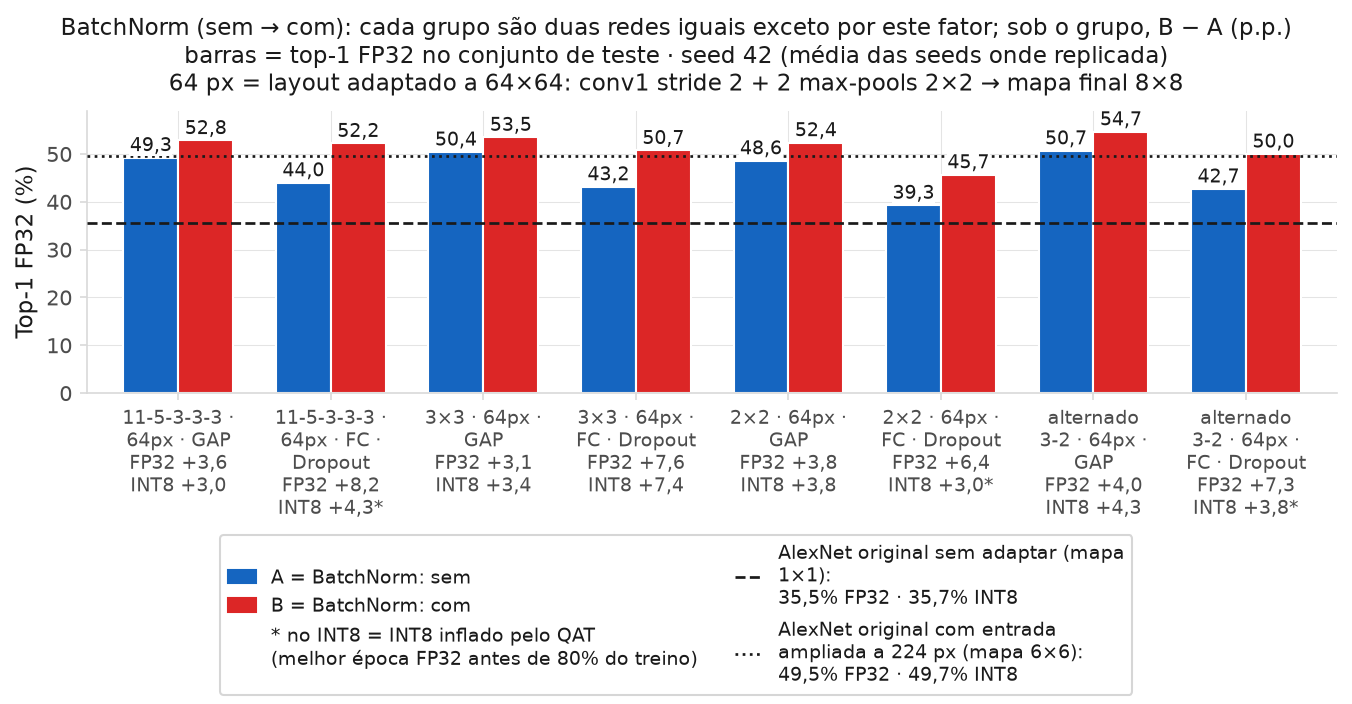 BatchNorm (sem → com): cada grupo são duas redes iguais exceto por este fator; sob o grupo, B − A (p.p.)
barras = top-1 FP32 no conjunto de teste · seed 42 (média das seeds onde replicada)
64 px = layout adaptado a 64×64: conv1 stride 2 + 2 max-pools 2×2 → mapa final 8×8
Top-1 FP32 (%)
50
40
30
20
10
0
49,3
52,8
44,0
52,2
50,4
53,5
43,2
50,7
48,6
52,4
39,3
45,7
50,7
54,7
42,7
50,0
11-5-3-3-3 ·
64px · GAP
FP32 +3,6
INT8 +3,0
11-5-3-3-3 ·
64px · FC ·
Dropout
FP32 +8,2
INT8 +4,3*
3×3 · 64px ·
GAP
FP32 +3,1
INT8 +3,4
3×3 · 64px ·
FC · Dropout
FP32 +7,6
INT8 +7,4
2×2 · 64px ·
GAP
FP32 +3,8
INT8 +3,8
2×2 · 64px ·
FC · Dropout
FP32 +6,4
INT8 +3,0*
alternado
3-2 · 64px ·
GAP
FP32 +4,0
INT8 +4,3
alternado
3-2 · 64px ·
FC · Dropout
FP32 +7,3
INT8 +3,8*
A = BatchNorm: sem
B = BatchNorm: com
* no INT8 = INT8 inflado pelo QAT
(melhor época FP32 antes de 80% do treino)
AlexNet original sem adaptar (mapa
1×1):
35,5% FP32 · 35,7% INT8
AlexNet original com entrada
ampliada a 224 px (mapa 6×6):
49,5% FP32 · 49,7% INT8